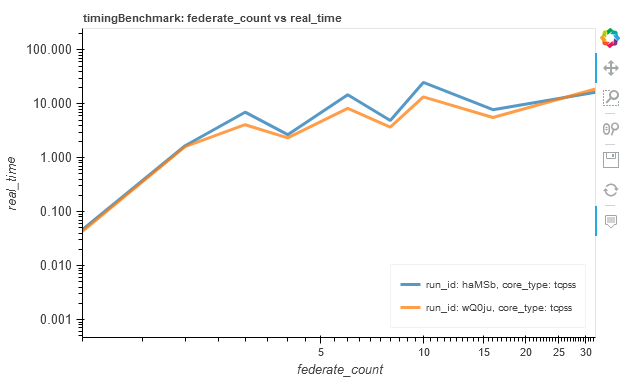 timingBenchmark: federate_count vs real_time
100.000
10.000
1.000
0.100
0.010
0.001
real_time
run_id: haMSb, core_type: tcpss
run_id: wQ0ju, core_type: tcpss
5 10 15 20 25 30
federate_count